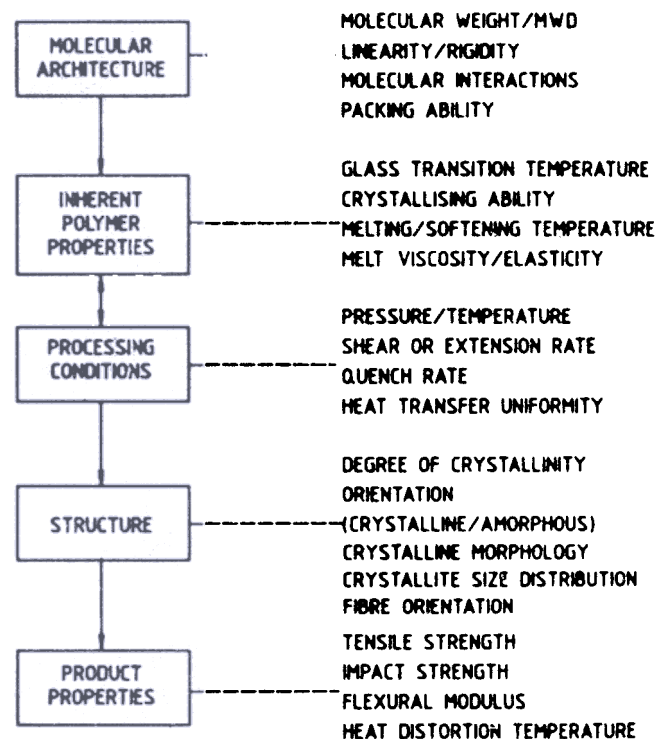 MOLECULAR
ARCHITECTURE
MOLECULAR WEIGHT/MWD
LINEARITY/RIGIDITY
MOLECULAR INTERACTIONS
PACKING ABILITY
INHERENT
POLYMER
PROPERTIES
GLASS TRANSITION TEMPERATURE
CRYSTALLISING ABILITY
MELTING/SOFTENING TEMPERATURE
MELT VISCOSITY/ELASTICITY
PROCESSING
CONDITIONS
PRESSURE/TEMPERATURE
SHEAR OR EXTENSION RATE
QUENCH RATE
HEAT TRANSFER UNIFORMITY
STRUCTURE
DEGREE OF CRYSTALLINITY
ORIENTATION
(CRYSTALLINE/AMORPHOUS)
CRYSTALLINE MORPHOLOGY
CRYSTALLITE SIZE DISTRIBUTION
FIBRE ORIENTATION
PRODUCT
PROPERTIES
TENSILE STRENGTH
IMPACT STRENGTH
FLEXURAL MODULUS
HEAT DISTORTION TEMPERATURE